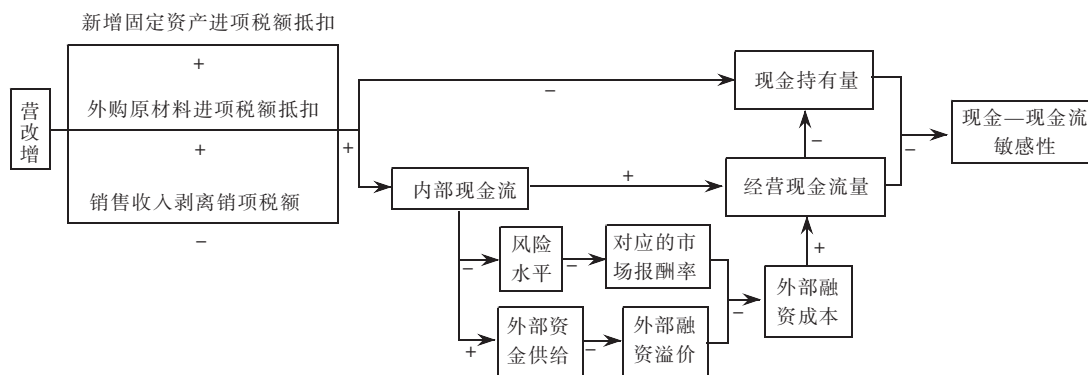 新增固定资产进项税额抵扣
+
营
改
增
外购原材料进项税额抵扣
+
+
销售收入剥离销项税额
−
−
现金持有量
现金—现金流
敏感性
−
−
内部现金流
+
经营现金流量
−
风险
水平
−
对应的市
场报酬率
+
−
外部融
资成本
+
外部资
金供给
−
外部融
资溢价